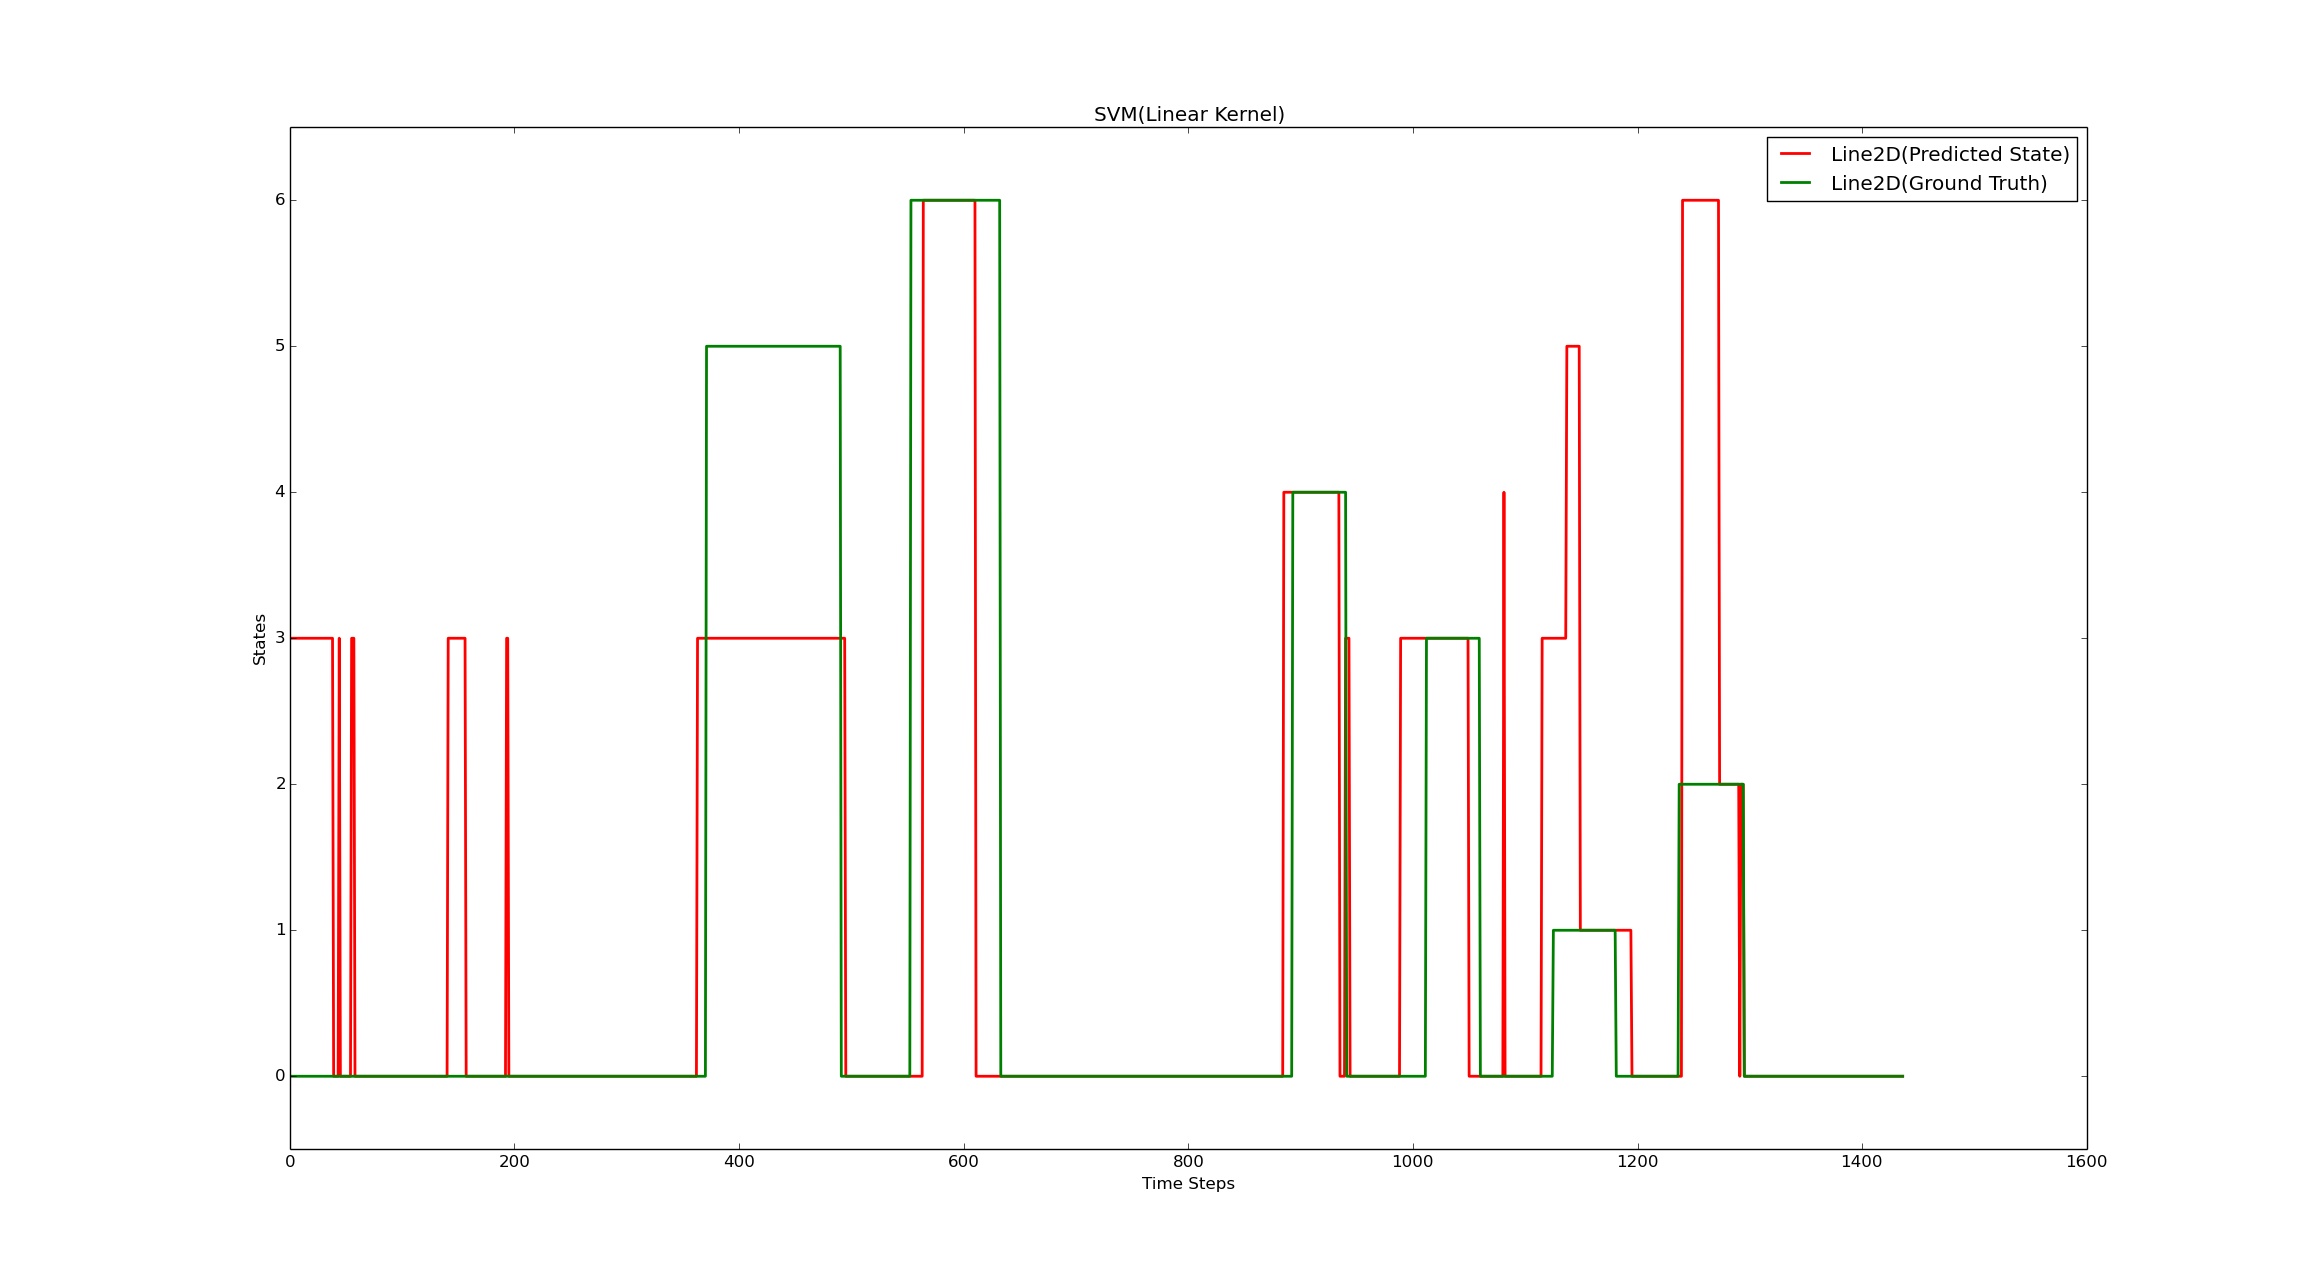 SVM(Linear Kernel)
Line2D(Predicted State)
Line2D(Ground Truth)
6
5
4
3
2
1
0
States
0 200 400 600 800 1000 1200 1400 1600
Time Steps